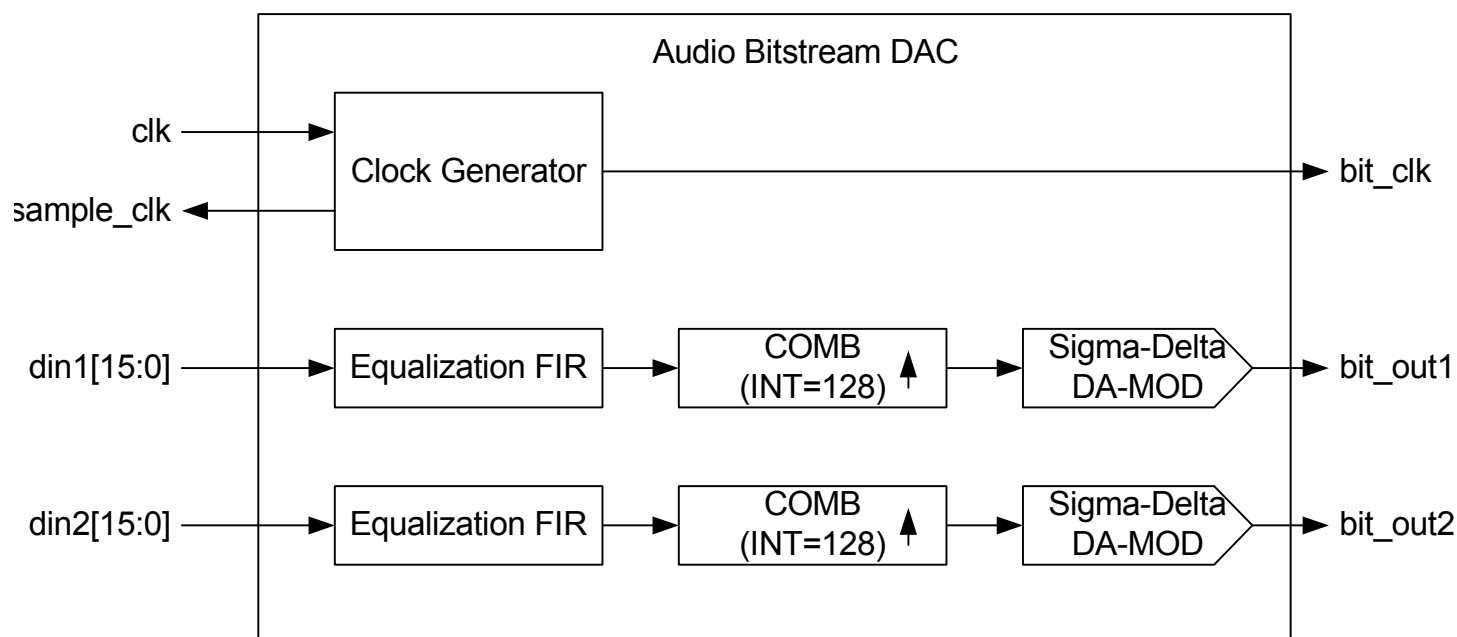 Audio Bitstream DAC
clk
Clock Generator
bit_clk
sample_clk
din1[15:0]
Equalization FIR
COMB
(INT=128)
Sigma-Delta
DA-MOD
bit_out1
din2[15:0]
Equalization FIR
COMB
(INT=128)
Sigma-Delta
DA-MOD
bit_out2